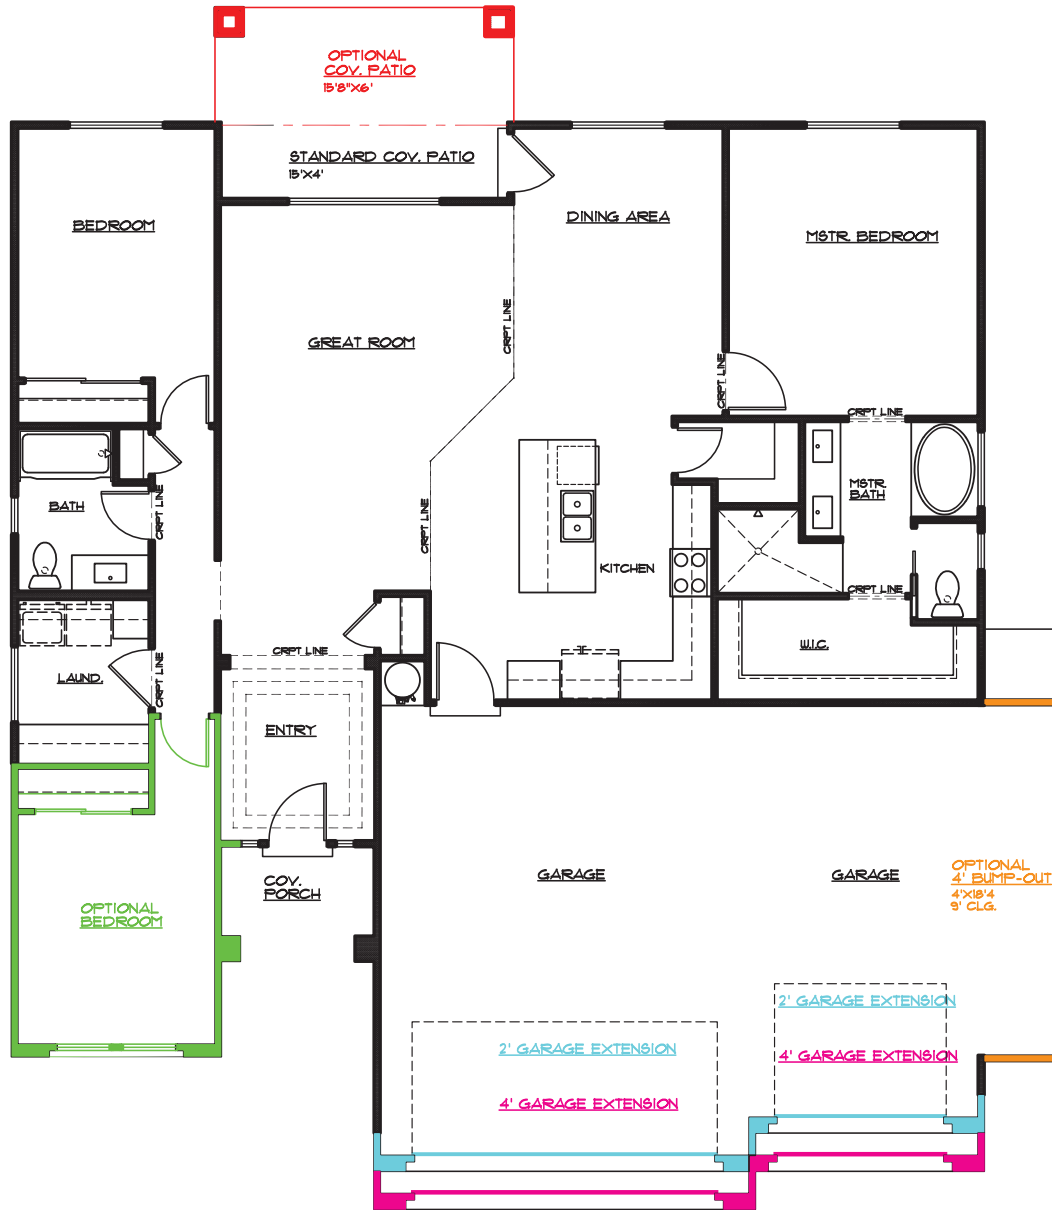 OPTIONAL
COV. PATIO
15'8"X6'
STANDARD COV. PATIO
15'X4'
BEDROOM
DINING AREA
MSTR. BEDROOM
GREAT ROOM
CRPT LINE
CRPT LINE
CRPT LINE
MSTR.
BATH
BATH
CRPT LINE
CRPT LINE
KITCHEN
CRPT LINE
CRPT LINE
W.I.C.
LAUND.
CRPT LINE
ENTRY
COV.
PORCH
GARAGE
GARAGE
OPTIONAL
4' BUMP-OUT
4'X18'4
9' CLG.
OPTIONAL
BEDROOM
2' GARAGE EXTENSION
2' GARAGE EXTENSION
4' GARAGE EXTENSION
4' GARAGE EXTENSION